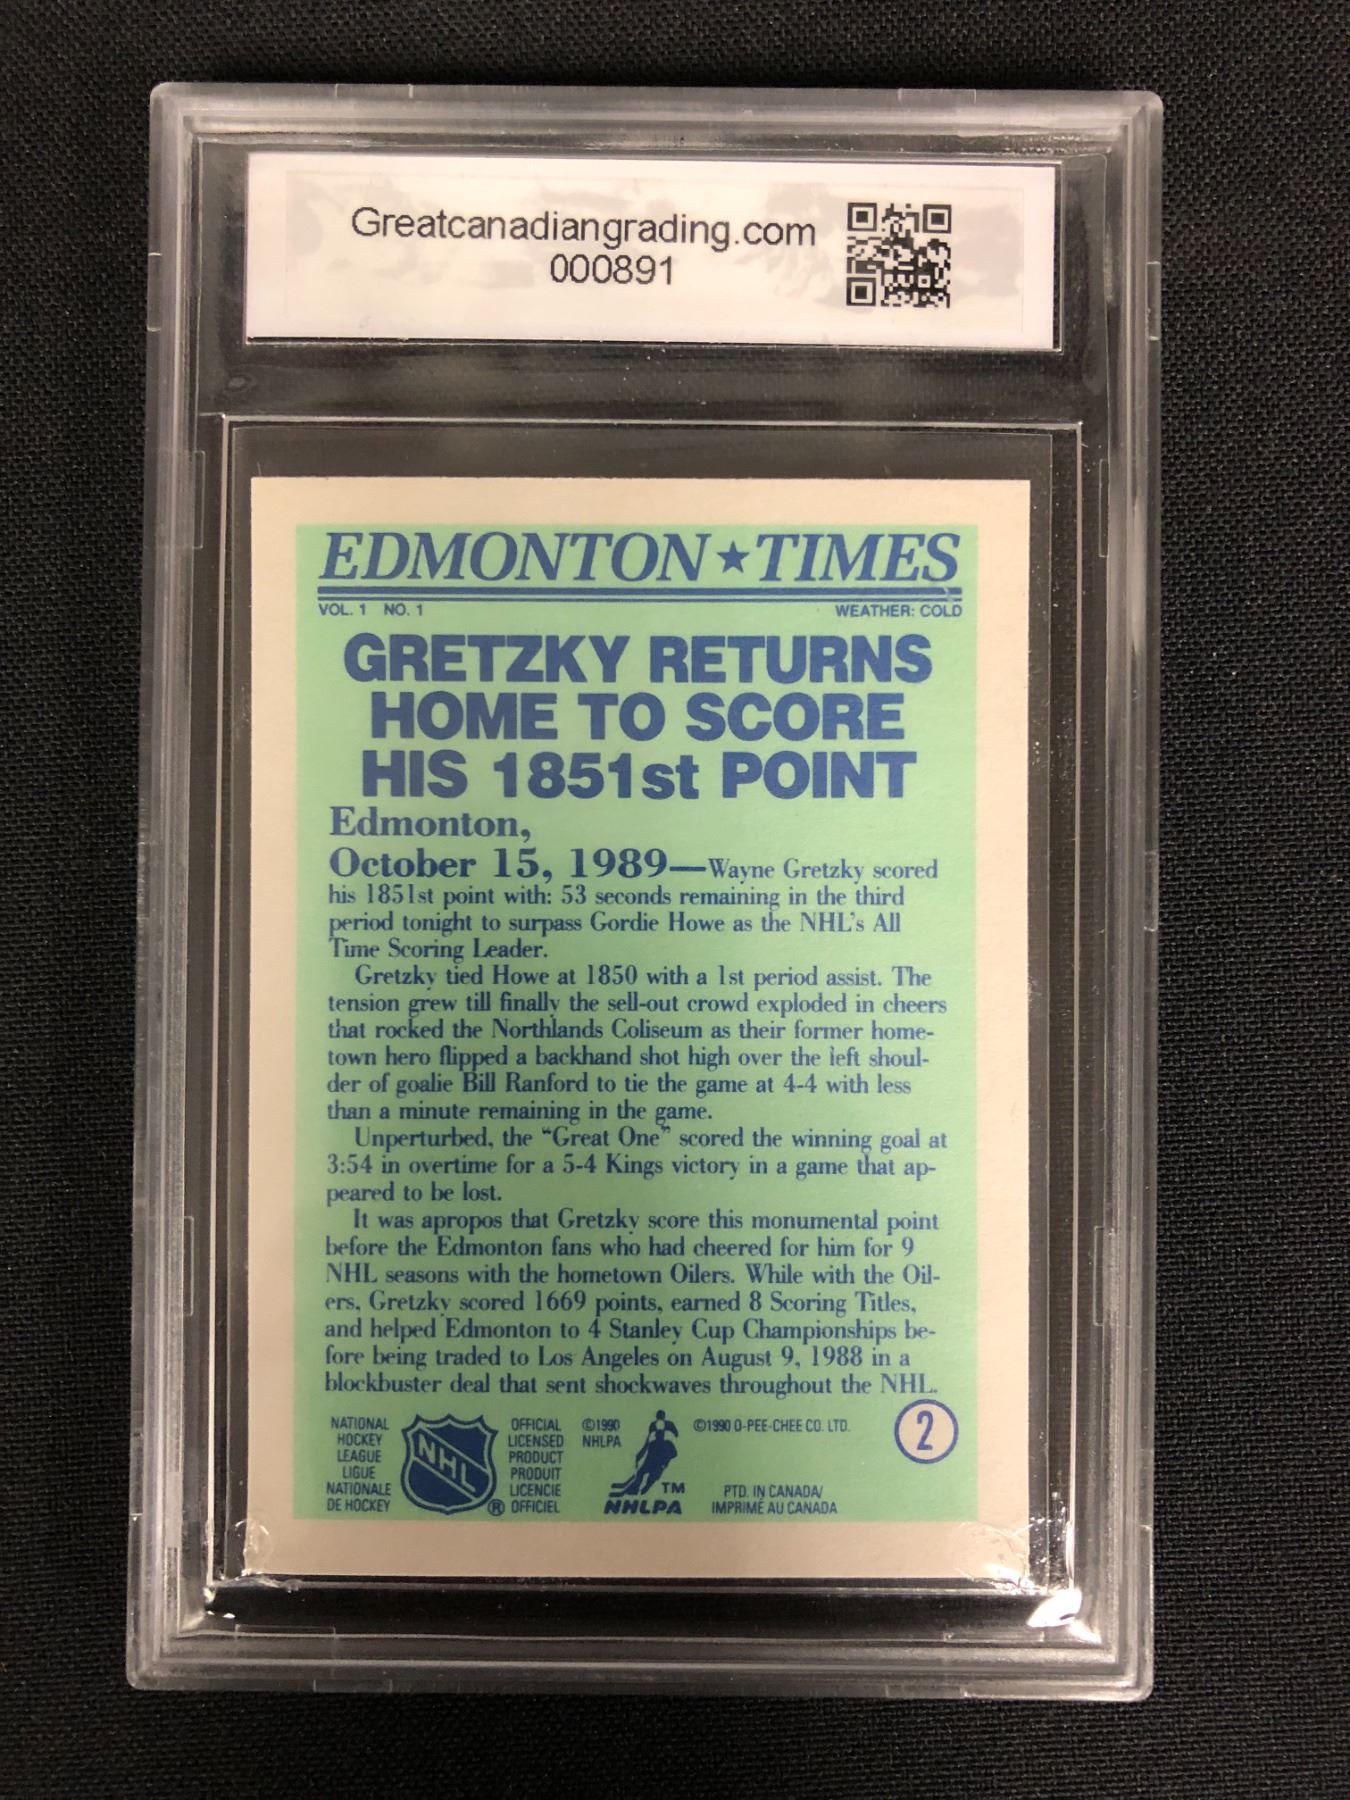 Greatcanadiangrading.com
000891
EDMONTON ★ TIMES
VOL. 1 NO. 1 WEATHER: COLD
GRETZKY RETURNS
HOME TO SCORE
HIS 1851st POINT
Edmonton,
October 15, 1989—Wayne Gretzky scored
his 1851st point with: 53 seconds remaining in the third
period tonight to surpass Gordie Howe as the NHL's All
Time Scoring Leader.
Gretzky tied Howe at 1850 with a 1st period assist. The
tension grew till finally the sell-out crowd exploded in cheers
that rocked the Northlands Coliseum as their former home-
town hero flipped a backhand shot high over the left shoul-
der of goalie Bill Ranford to tie the game at 4-4 with less
than a minute remaining in the game.
Unperturbed, the "Great One" scored the winning goal at
3:54 in overtime for a 5-4 Kings victory in a game that ap-
peared to be lost.
It was apropos that Gretzky score this monumental point
before the Edmonton fans who had cheered for him for 9
NHL seasons with the hometown Oilers. While with the Oil-
ers, Gretzky scored 1669 points, earned 8 Scoring Titles,
and helped Edmonton to 4 Stanley Cup Championships be-
fore being traded to Los Angeles on August 9, 1988 in a
blockbuster deal that sent shockwaves throughout the NHL.
NATIONAL
HOCKEY
LEAGUE
LIGUE
NATIONALE
DE HOCKEY
NHL
®
OFFICIAL
LICENSED
PRODUCT
PRODUIT
LICENCIE
OFFICIEL
©1990
NHLPA
TM
NHLPA
©1990 O-PEE-CHEE CO. LTD.
PTD. IN CANADA/
IMPRIMÉ AU CANADA
2